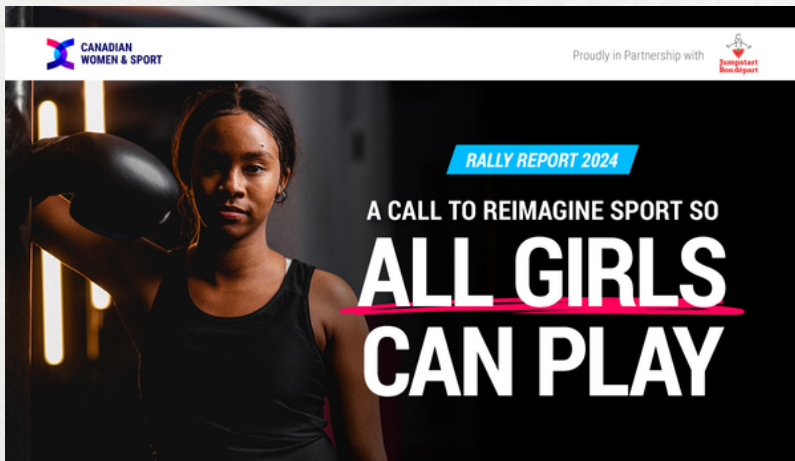 CANADIAN
WOMEN & SPORT
Proudly in Partnership with
Jumpstart
Bon départ
RALLY REPORT 2024
A CALL TO REIMAGINE SPORT SO
ALL GIRLS
CAN PLAY